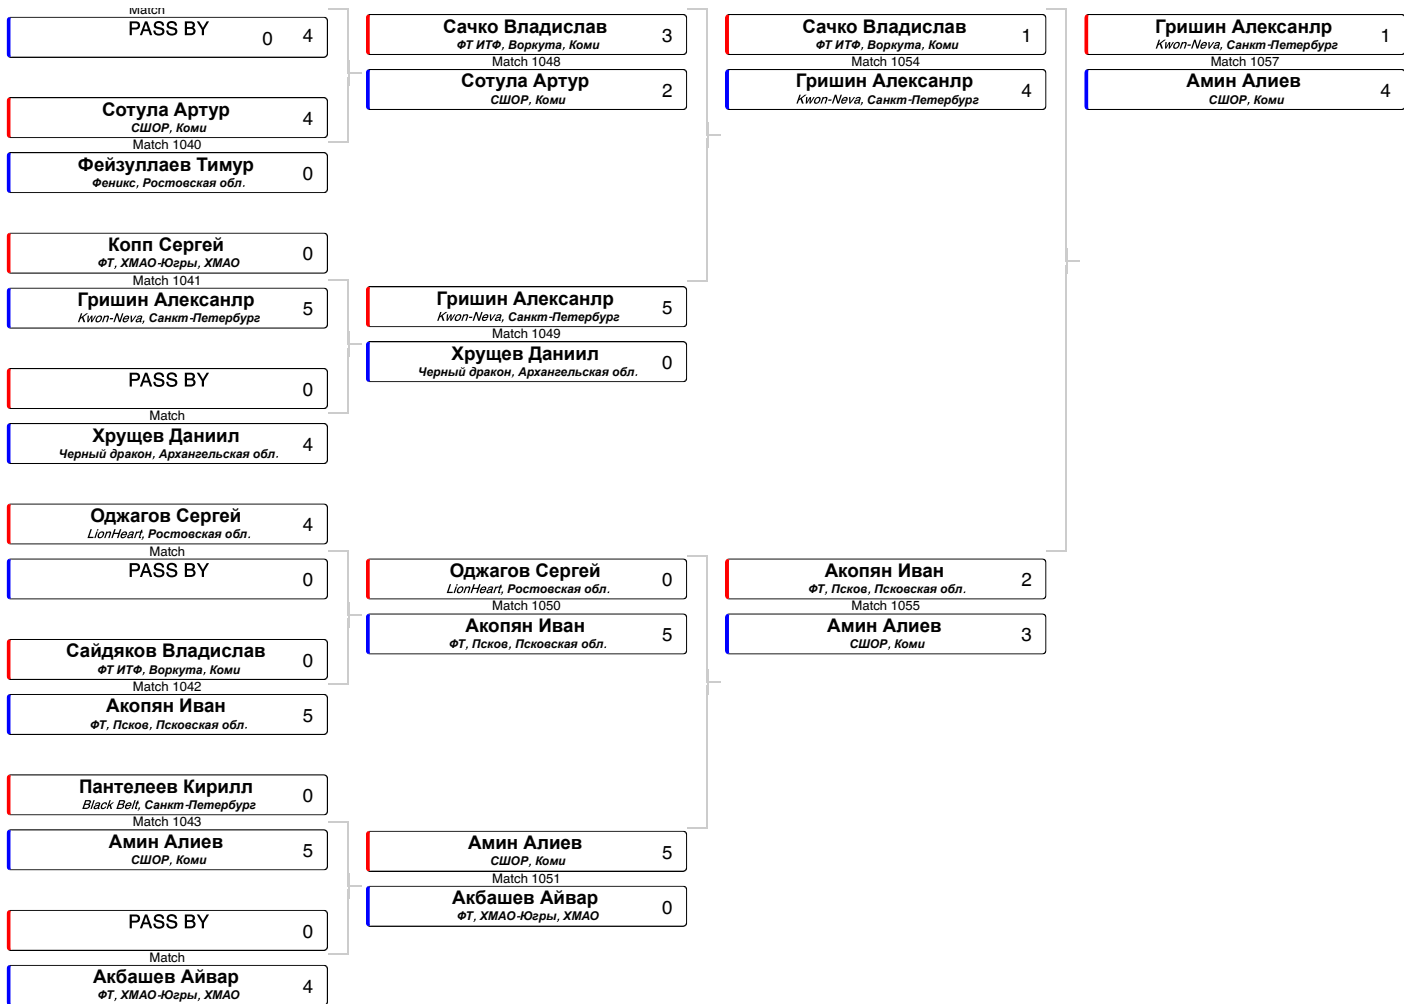 Match
PASS BY
0 4
Сотула Артур
СШОР, Коми
4
Match 1040
Фейзуллаев Тимур
Феникс, Ростовская обл.
0
Копп Сергей
ФТ, ХМАО-Югры, ХМАО
0
Match 1041
Гришин Алексанлр
Kwon-Neva, Санкт-Петербург
5
PASS BY
0
Match
Хрущев Даниил
Черный дракон, Архангельская обл.
4
Оджагов Сергей
LionHeart, Ростовская обл.
4
Match
PASS BY
0
Сайдяков Владислав
ФТ ИТФ, Воркута, Коми
0
Match 1042
Акопян Иван
ФТ, Псков, Псковская обл.
5
Пантелеев Кирилл
Black Belt, Санкт-Петербург
0
Match 1043
Амин Алиев
СШОР, Коми
5
PASS BY
0
Match
Акбашев Айвар
ФТ, ХМАО-Югры, ХМАО
4
Сачко Владислав
ФТ ИТФ, Воркута, Коми
3
Match 1048
Сотула Артур
СШОР, Коми
2
Гришин Алексанлр
Kwon-Neva, Санкт-Петербург
5
Match 1049
Хрущев Даниил
Черный дракон, Архангельская обл.
0
Оджагов Сергей
LionHeart, Ростовская обл.
0
Match 1050
Акопян Иван
ФТ, Псков, Псковская обл.
5
Амин Алиев
СШОР, Коми
5
Match 1051
Акбашев Айвар
ФТ, ХМАО-Югры, ХМАО
0
Сачко Владислав
ФТ ИТФ, Воркута, Коми
1
Match 1054
Гришин Алексанлр
Kwon-Neva, Санкт-Петербург
4
Акопян Иван
ФТ, Псков, Псковская обл.
2
Match 1055
Амин Алиев
СШОР, Коми
3
Гришин Алексанлр
Kwon-Neva, Санкт-Петербург
1
Match 1057
Амин Алиев
СШОР, Коми
4